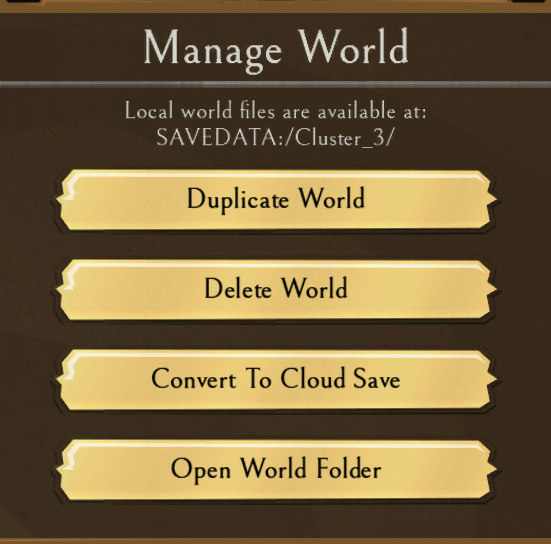 Manage World
Local world files are available at:
SAVEDATA:/Cluster_3/
Duplicate World
Delete World
Convert To Cloud Save
Open World Folder